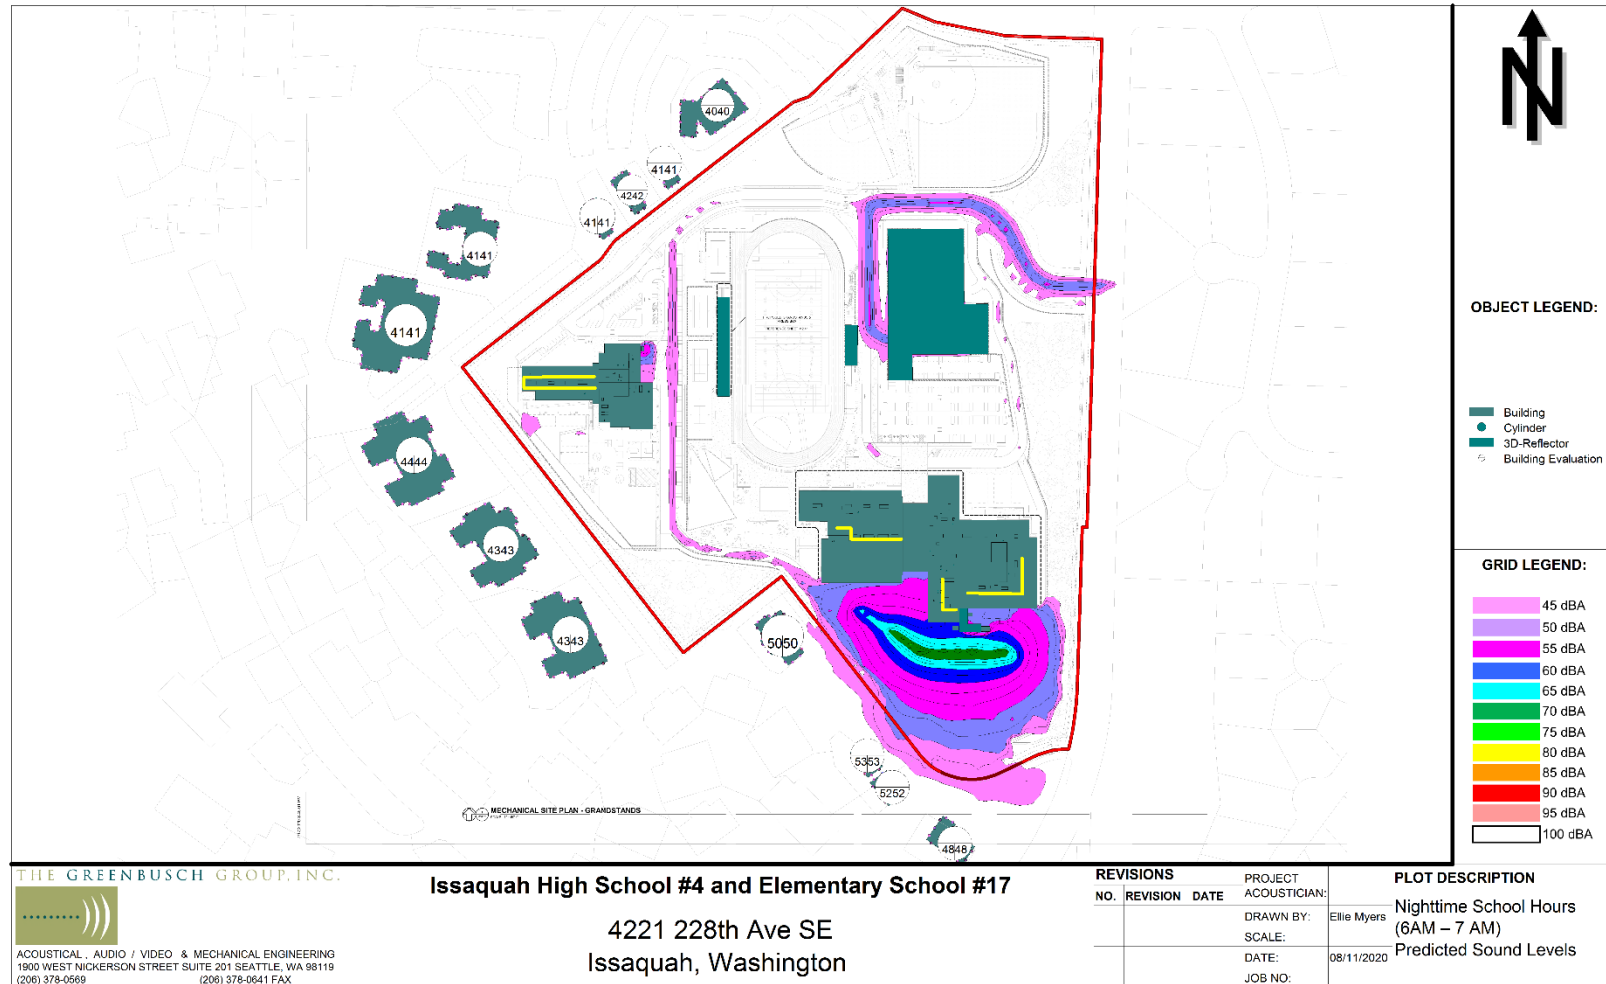 4040
4141
4242
4141
4141
4141
4444
4343
4343
5050
5353
5252
4848
MECHANICAL SITE PLAN - GRANDSTANDS
N
OBJECT LEGEND:
Building
Cylinder
3D-Reflector
Building Evaluation
GRID LEGEND:
45 dBA
50 dBA
55 dBA
60 dBA
65 dBA
70 dBA
75 dBA
80 dBA
85 dBA
90 dBA
95 dBA
100 dBA
THE GREENBUSCH GROUP, INC.
ACOUSTICAL, AUDIO / VIDEO & MECHANICAL ENGINEERING
1900 WEST NICKERSON STREET SUITE 201 SEATTLE, WA 98119
(206) 378-0569 (206) 378-0641 FAX
Issaquah High School #4 and Elementary School #17
4221 228th Ave SE
Issaquah, Washington
REVISIONS
NO. REVISION DATE
PROJECT
ACOUSTICIAN:
DRAWN BY: Ellie Myers
SCALE:
DATE: 08/11/2020
JOB NO:
PLOT DESCRIPTION
Nighttime School Hours
(6AM – 7 AM)
Predicted Sound Levels